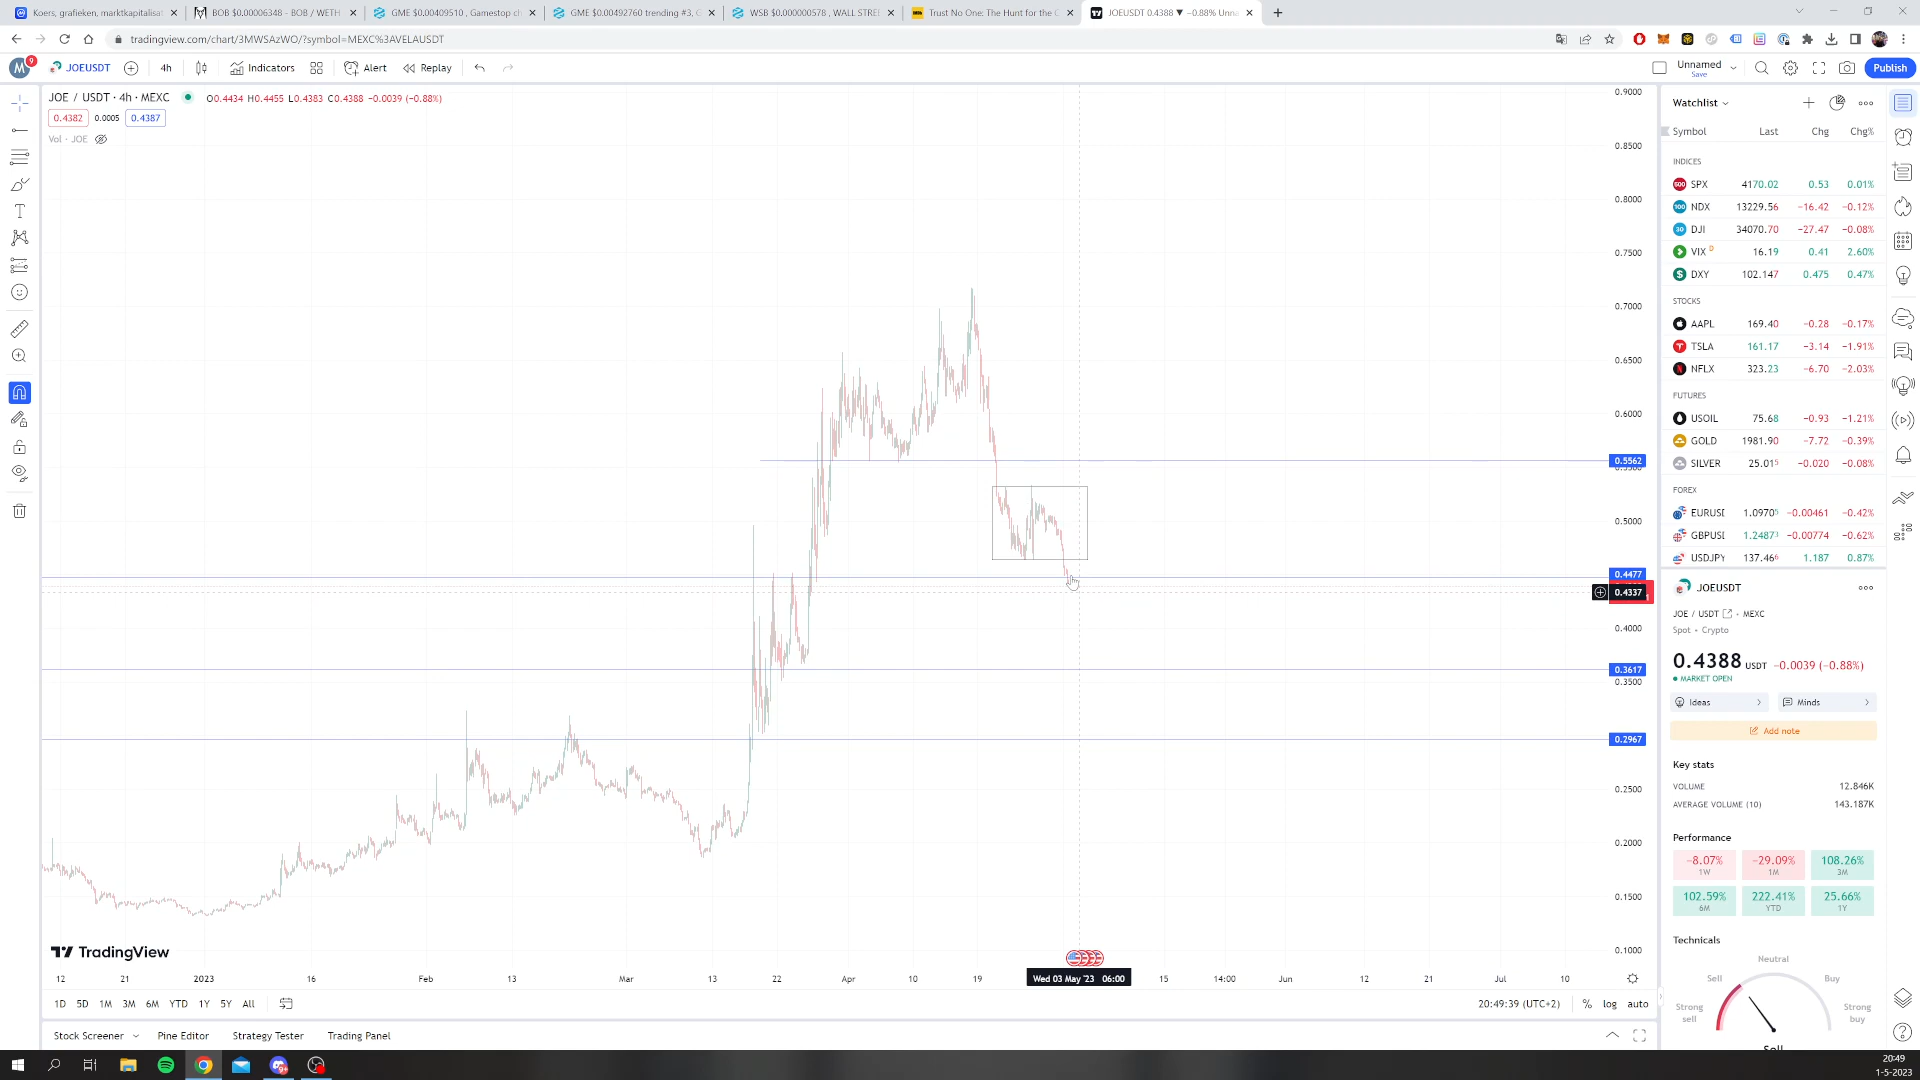 Koers, grafieken, marktkapitalisat
BOB $0.00006348 - BOB / WETH
GME $0.00409510 , Gamestop ch
GME $0.00492760 trending #3, G
WSB $0.000000578 , WALL STREE
Trust No One: The Hunt for the C
JOEUSDT 0.4388 ▼ −0.88% Unna
tradingview.com/chart/3MWSAzWO/?symbol=MEXC%3AVELAUSDT
M 9
JOEUSDT
4h
Indicators
Alert
Replay
Unnamed
Save
Publish
JOE / USDT · 4h · MEXC
O0.4434 H0.4455 L0.4383 C0.4388 −0.0039 (−0.88%)
0.4382 0.0005 0.4387
Vol · JOE
0.9000
0.8500
0.8000
0.7500
0.7000
0.6500
0.6000
0.5562
0.5000
0.4477
0.4337
0.4000
0.3617
0.3500
0.2967
0.2500
0.2000
0.1500
0.1000
TradingView
12 21 2023 16 Feb 13 Mar 13 22 Apr 10 19 Wed 03 May '23 06:00 15 14:00 Jun 12 21 Jul 10
1D 5D 1M 3M 6M YTD 1Y 5Y All
20:49:39 (UTC+2) % log auto
Stock Screener Pine Editor Strategy Tester Trading Panel
Watchlist
Symbol Last Chg Chg%
INDICES
SPX 4170.02 0.53 0.01%
NDX 13229.56 −16.42 −0.12%
DJI 34070.70 −27.47 −0.08%
VIX D 16.19 0.41 2.60%
DXY 102.147 0.475 0.47%
STOCKS
AAPL 169.40 −0.28 −0.17%
TSLA 161.17 −3.14 −1.91%
NFLX 323.23 −6.70 −2.03%
FUTURES
USOIL 75.68 −0.93 −1.21%
GOLD 1981.90 −7.72 −0.39%
SILVER 25.015 −0.020 −0.08%
FOREX
EURUSI 1.09705 −0.00461 −0.42%
GBPUSI 1.24873 −0.00774 −0.62%
USDJPY 137.466 1.187 0.87%
JOEUSDT
JOE / USDT · MEXC
Spot • Crypto
0.4388 USDT −0.0039 (−0.88%)
MARKET OPEN
Ideas
Minds
Add note
Key stats
VOLUME 12.846K
AVERAGE VOLUME (10) 143.187K
Performance
−8.07% −29.09% 108.26%
1W 1M 3M
102.59% 222.41% 25.66%
6M YTD 1Y
Technicals
Neutral
Sell Buy
Strong sell
Strong buy
Sell
20:49
1-5-2023